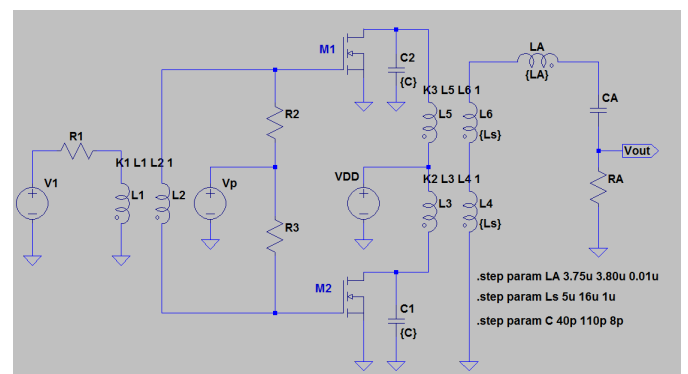 M1
C2
{C}
LA
{LA}
CA
K3 L5 L6 1
L5
L6
{Ls}
R2
R1
K1 L1 L2 1
V1
L1
L2
Vp
VDD
K2 L3 L4 1
L3
L4
{Ls}
Vout
RA
R3
M2
C1
{C}
.step param LA 3.75u 3.80u 0.01u
.step param Ls 5u 16u 1u
.step param C 40p 110p 8p